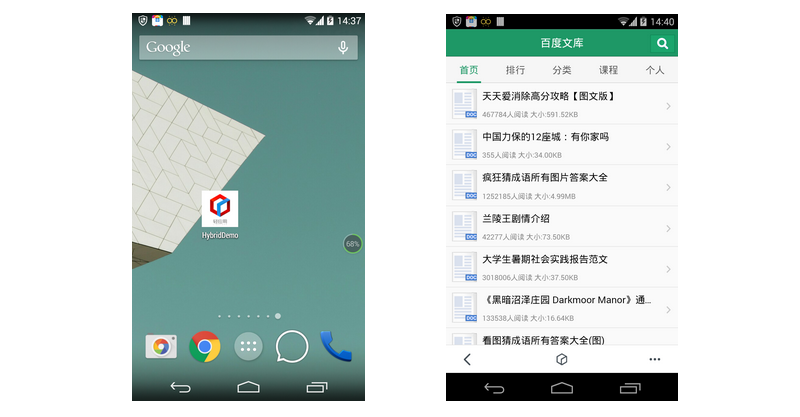 14:37
Google
HybridDemo
68%
14:40
百度文库
首页 排行 分类 课程 个人
天天爱消除高分攻略【图文版】
467784人阅读 大小:591.52KB
DOC
中国力保的12座城：有你家吗
355人阅读 大小:34.00KB
DOC
疯狂猜成语所有图片答案大全
1252185人阅读 大小:4.99MB
DOC
兰陵王剧情介绍
42277人阅读 大小:73.50KB
DOC
大学生暑期社会实践报告范文
3018006人阅读 大小:37.50KB
DOC
《黑暗沼泽庄园 Darkmoor Manor》通...
133538人阅读 大小:16.64KB
DOC
看图猜成语所有答案大全(图)